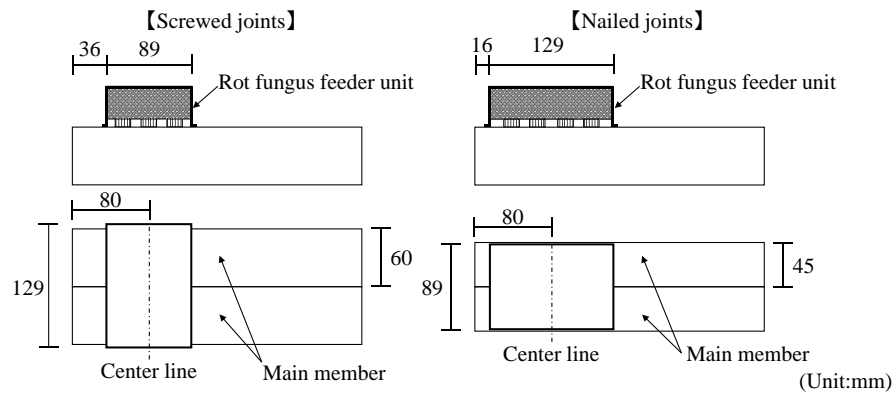 【Screwed joints】
36
89
Rot fungus feeder unit
80
129
60
Center line
Main member
【Nailed joints】
16
129
Rot fungus feeder unit
80
89
45
Center line
Main member
(Unit:mm)